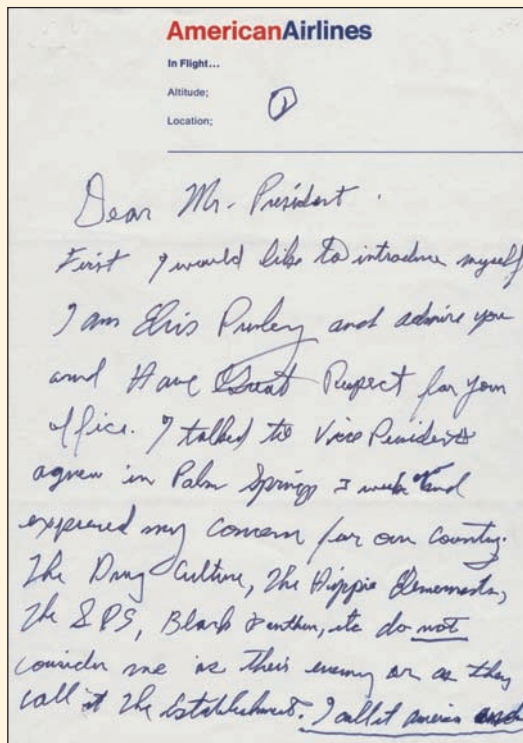 AmericanAirlines
In Flight...
Altitude;
Location;
1
Dear Mr. President.
First I would like to introduce myself
I am Elvis Presley and admire you
and Have Great Respect for your
office. I talked to Vice President
agnew in Palm Springs 3 weeks and
expressed my concern for our country.
The Drug Culture, The Hippie Elements,
The SDS, Black Panthers, etc do not
consider me as their enemy or as they
call it The Establishment. I call it america